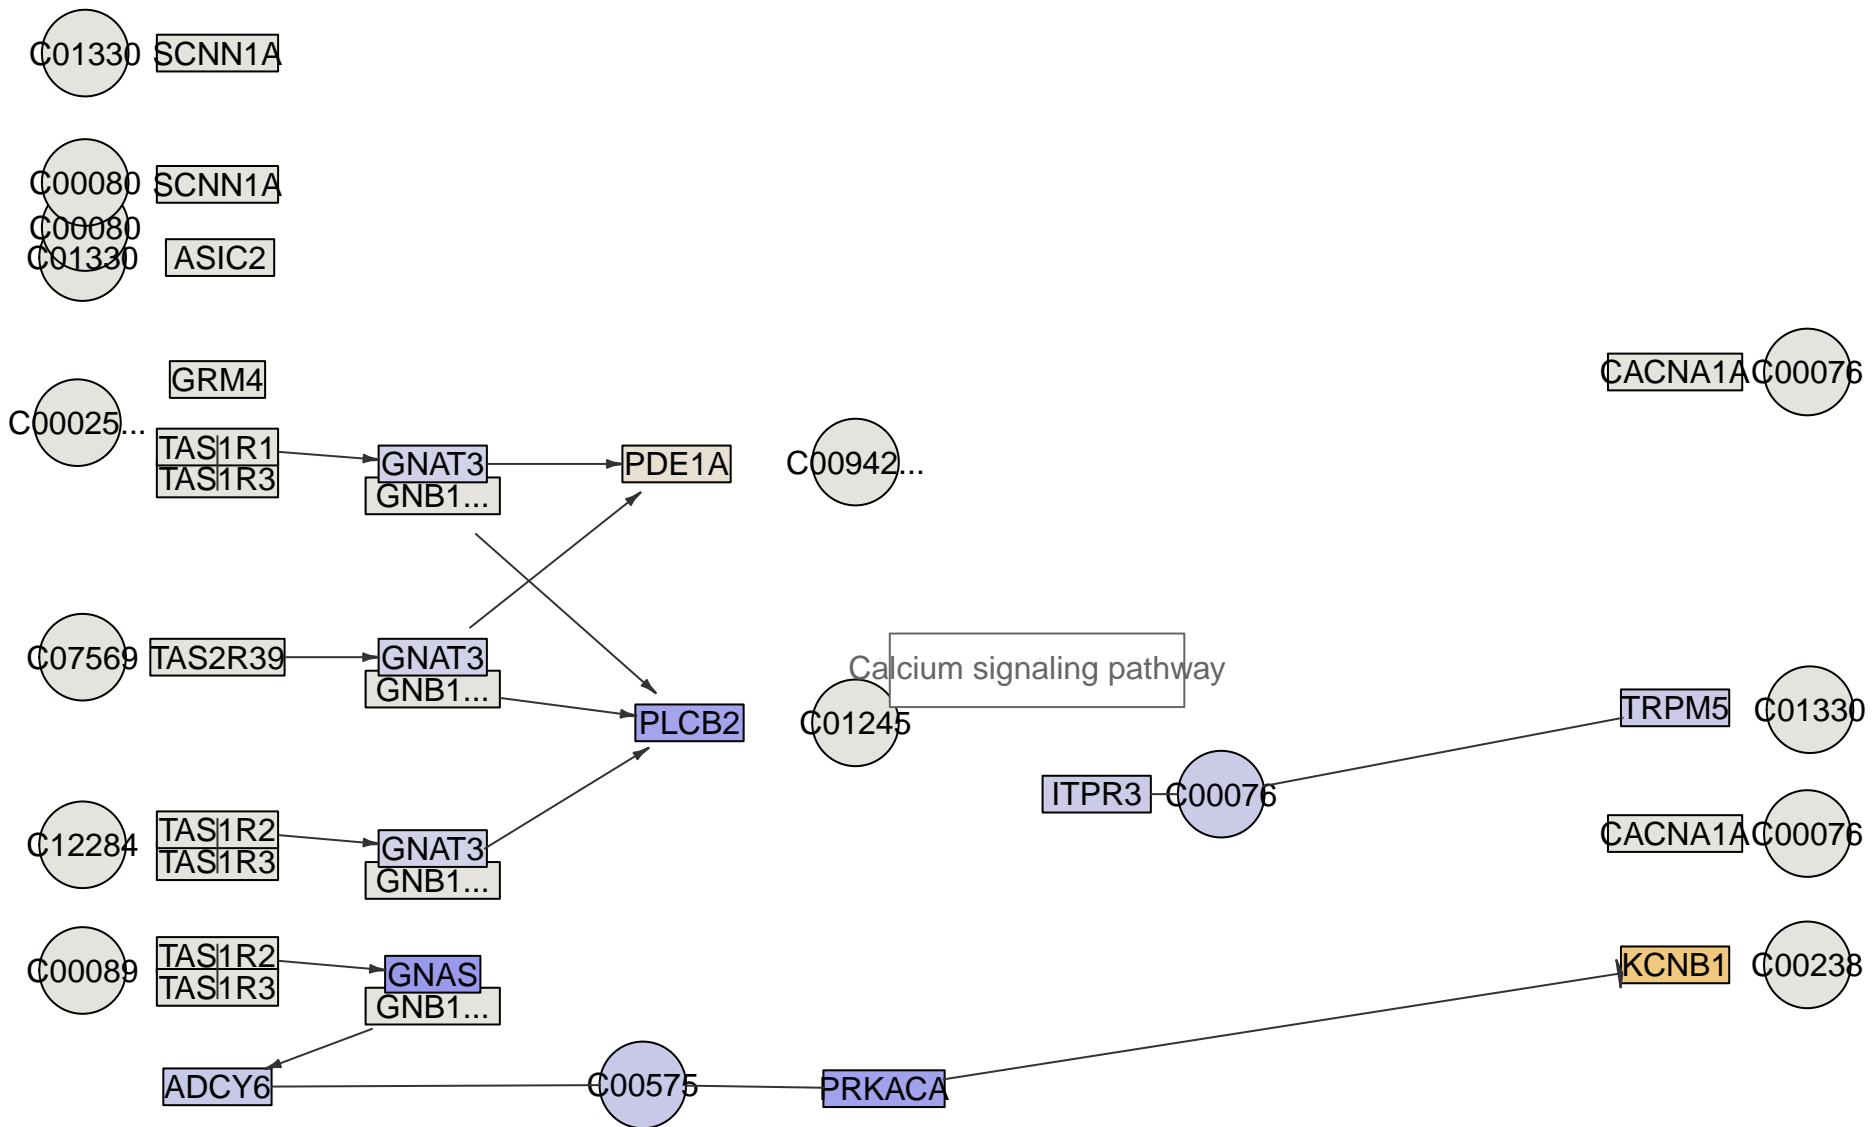 C01330 SCNN1A
C00080 SCNN1A
C00080
C01330 ASIC2
GRM4
CACNA1A C00076
C00025...
TAS1R1
GNAT3 PDE1A C00942...
TAS1R3
GNB1...
C07569 TAS2R39 GNAT3
Calcium signaling pathway
GNB1...
PLCB2 C01245
TRPM5 C01330
ITPR3 C00076
TAS1R2
CACNA1A C00076
C12284
GNAT3
TAS1R3
GNB1...
TAS1R2
KCNB1 C00238
C00089
GNAS
TAS1R3
GNB1...
ADCY6 C00575 PRKACA